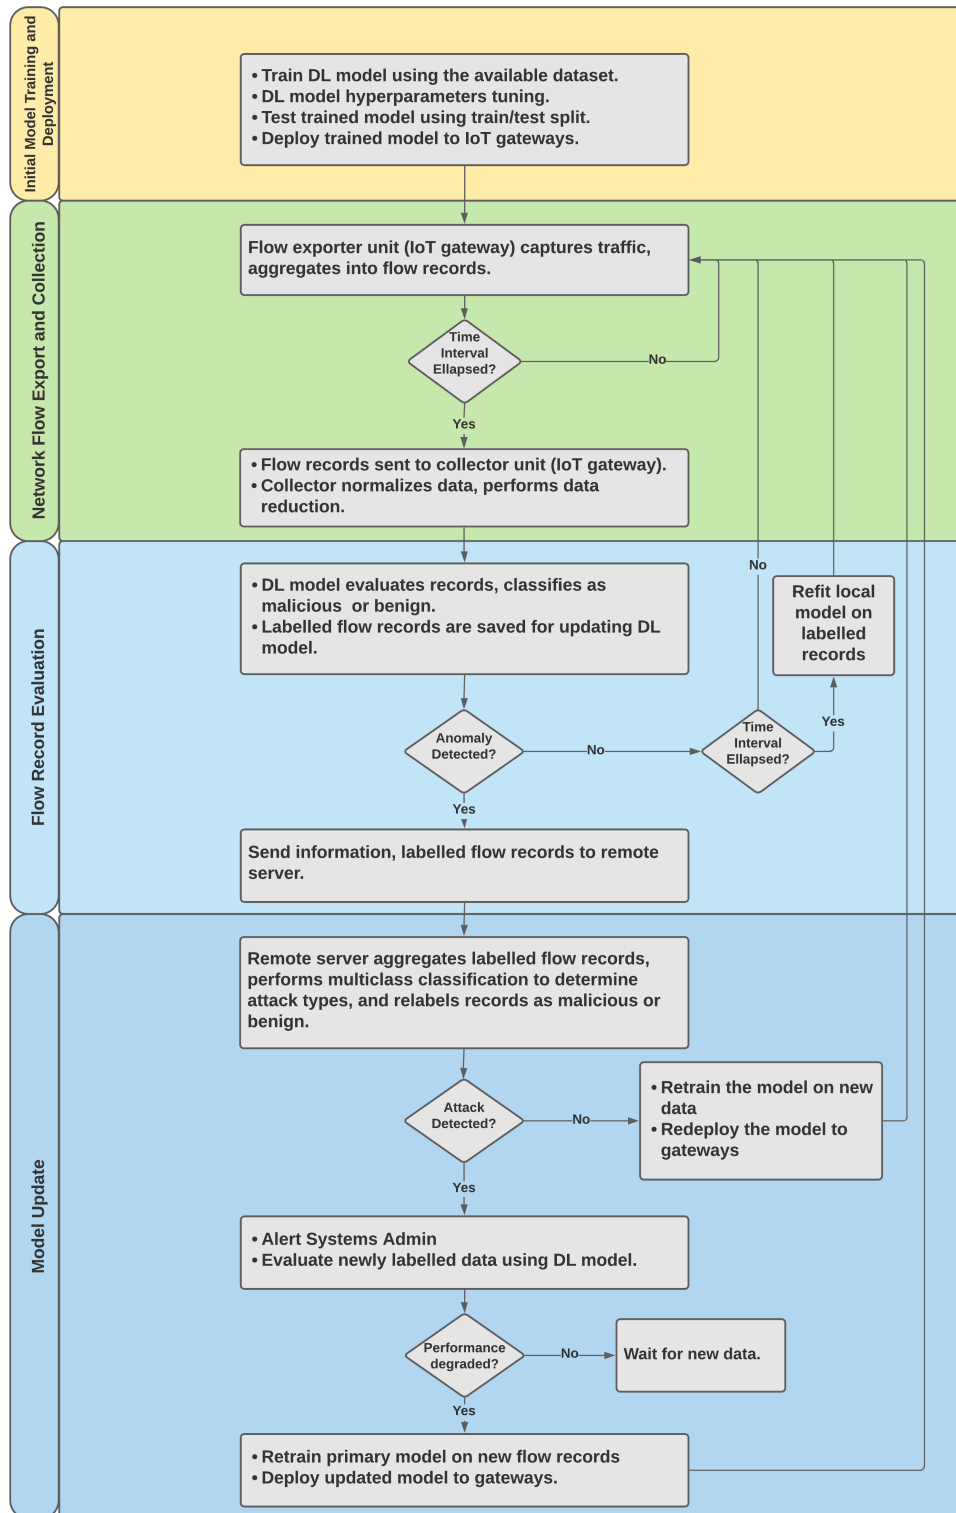 Initial Model Training and
Deployment
• Train DL model using the available dataset.
• DL model hyperparameters tuning.
• Test trained model using train/test split.
• Deploy trained model to IoT gateways.
Network Flow Export and Collection
Flow exporter unit (IoT gateway) captures traffic,
aggregates into flow records.
Time
Interval
Ellapsed?
No
Yes
• Flow records sent to collector unit (IoT gateway).
• Collector normalizes data, performs data
reduction.
Flow Record Evaluation
• DL model evaluates records, classifies as
malicious or benign.
• Labelled flow records are saved for updating DL
model.
No
Refit local
model on
labelled
records
Anomaly
Detected?
No
Time
Interval
Ellapsed?
Yes
Yes
Send information, labelled flow records to remote
server.
Model Update
Remote server aggregates labelled flow records,
performs multiclass classification to determine
attack types, and relabels records as malicious or
benign.
Attack
Detected?
No
• Retrain the model on new
data
• Redeploy the model to
gateways
Yes
• Alert Systems Admin
• Evaluate newly labelled data using DL model.
Performance
degraded?
No
Wait for new data.
Yes
• Retrain primary model on new flow records
• Deploy updated model to gateways.